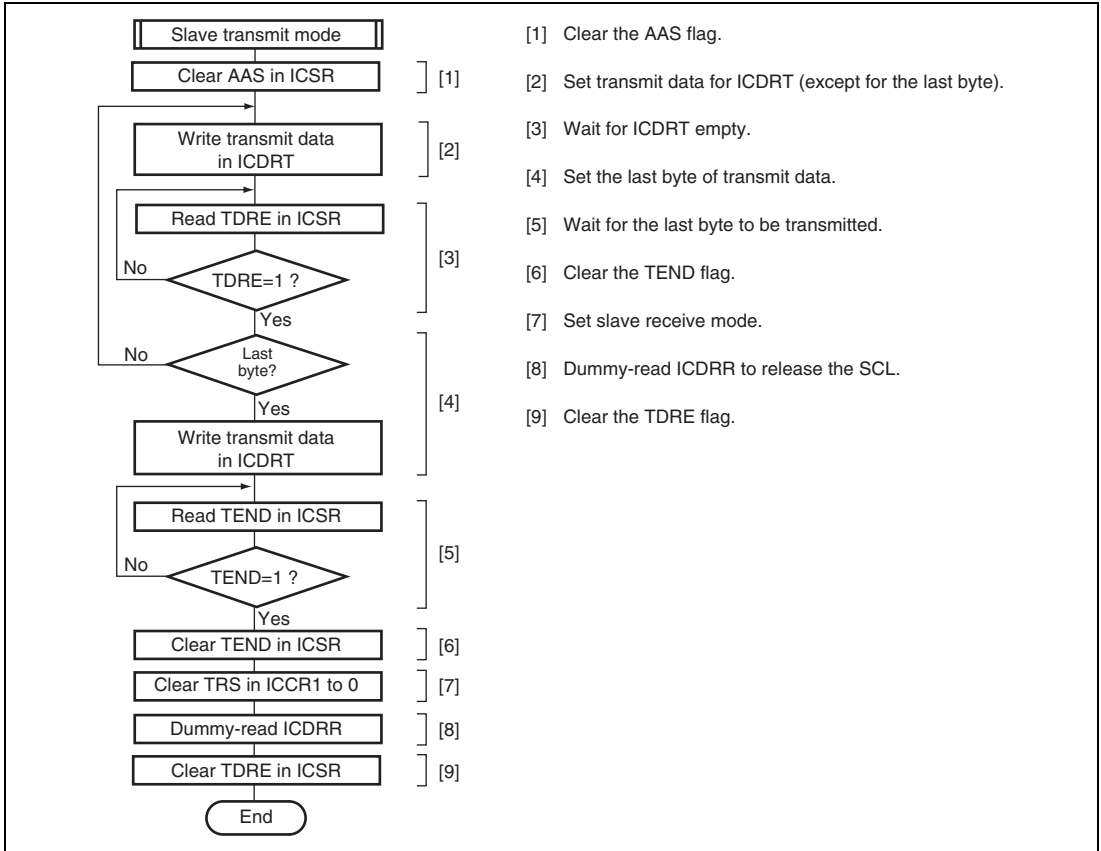 Slave transmit mode
Clear AAS in ICSR
[1]
Write transmit data
in ICDRT
[2]
Read TDRE in ICSR
No
TDRE=1 ?
[3]
Yes
No
Last
byte?
Yes
[4]
Write transmit data
in ICDRT
Read TEND in ICSR
No
TEND=1 ?
[5]
Yes
Clear TEND in ICSR
[6]
Clear TRS in ICCR1 to 0
[7]
Dummy-read ICDRR
[8]
Clear TDRE in ICSR
[9]
End
[1] Clear the AAS flag.
[2] Set transmit data for ICDRT (except for the last byte).
[3] Wait for ICDRT empty.
[4] Set the last byte of transmit data.
[5] Wait for the last byte to be transmitted.
[6] Clear the TEND flag.
[7] Set slave receive mode.
[8] Dummy-read ICDRR to release the SCL.
[9] Clear the TDRE flag.